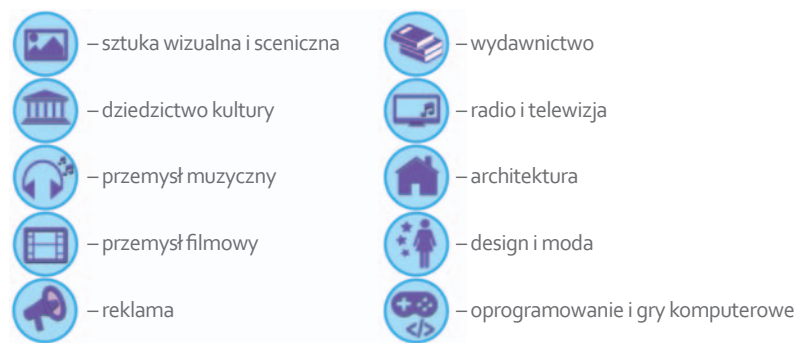 – sztuka wizualna i sceniczna
– dziedzictwo kultury
– przemysł muzyczny
– przemysł filmowy
– reklama
– wydawnictwo
– radio i telewizja
– architektura
– design i moda
– oprogramowanie i gry komputerowe